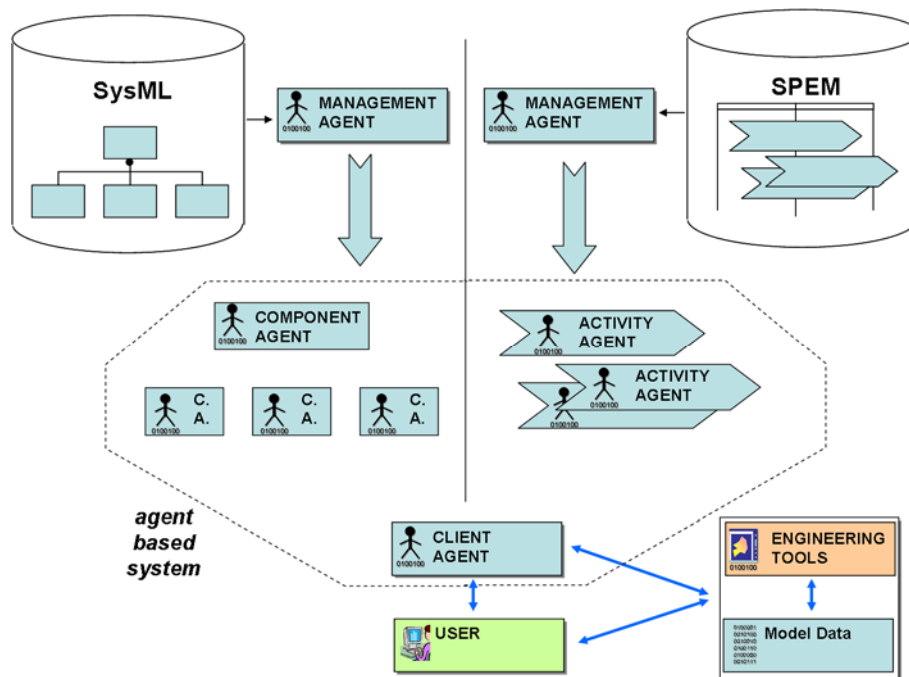 SysML
SPEM
MANAGEMENT
AGENT
0100100
MANAGEMENT
AGENT
0100100
COMPONENT
AGENT
0100100
ACTIVITY
AGENT
0100100
ACTIVITY
AGENT
0100100
C.
A.
0100100
C.
A.
0100100
C.
A.
0100100
0100100
agent
based
system
CLIENT
AGENT
0100100
ENGINEERING
TOOLS
0100100
USER
Model Data